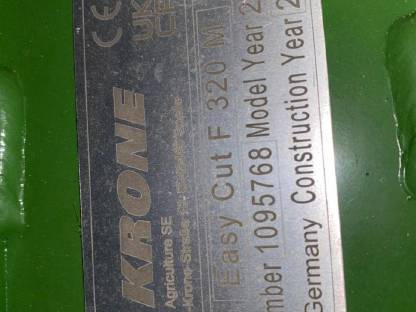 CE UK
CA
KRONE
Agriculture SE
Easy Cut F 320 M
mber 1095768 Model Year 2
Germany Construction Year 2